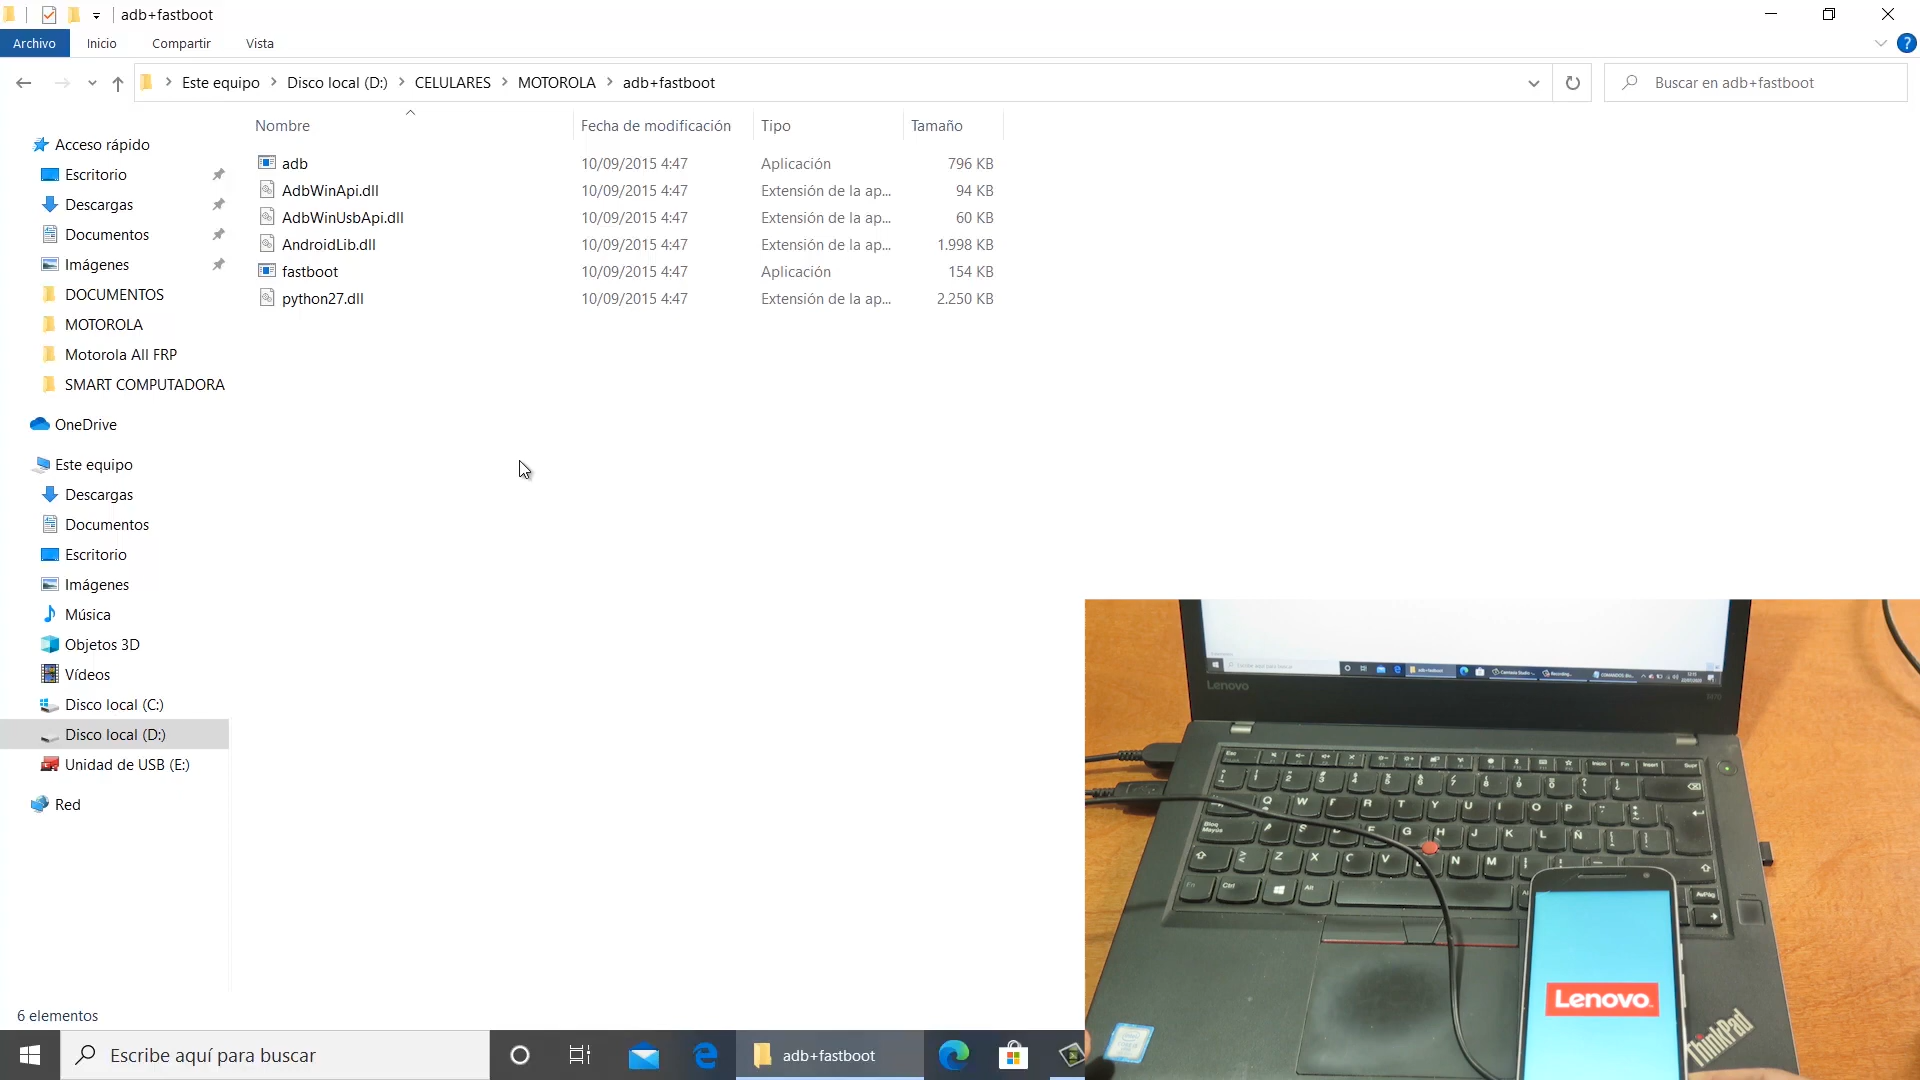 adb+fastboot
Archivo Inicio Compartir Vista
Este equipo Disco local (D:) CELULARES MOTOROLA adb+fastboot
Buscar en adb+fastboot
Nombre Fecha de modificación Tipo Tamaño
adb 10/09/2015 4:47 Aplicación 796 KB
AdbWinApi.dll 10/09/2015 4:47 Extensión de la ap... 94 KB
AdbWinUsbApi.dll 10/09/2015 4:47 Extensión de la ap... 60 KB
AndroidLib.dll 10/09/2015 4:47 Extensión de la ap... 1.998 KB
fastboot 10/09/2015 4:47 Aplicación 154 KB
python27.dll 10/09/2015 4:47 Extensión de la ap... 2.250 KB
Acceso rápido
Escritorio
Descargas
Documentos
Imágenes
DOCUMENTOS
MOTOROLA
Motorola All FRP
SMART COMPUTADORA
OneDrive
Este equipo
Descargas
Documentos
Escritorio
Imágenes
Música
Objetos 3D
Vídeos
Disco local (C:)
Disco local (D:)
Unidad de USB (E:)
Red
6 elementos
Escribe aquí para buscar
adb+fastboot
Lenovo
Q W R T Y U I O P
G H J K L Ñ
Z X C V N M
Ctrl Alt
Lenovo
ThinkPad